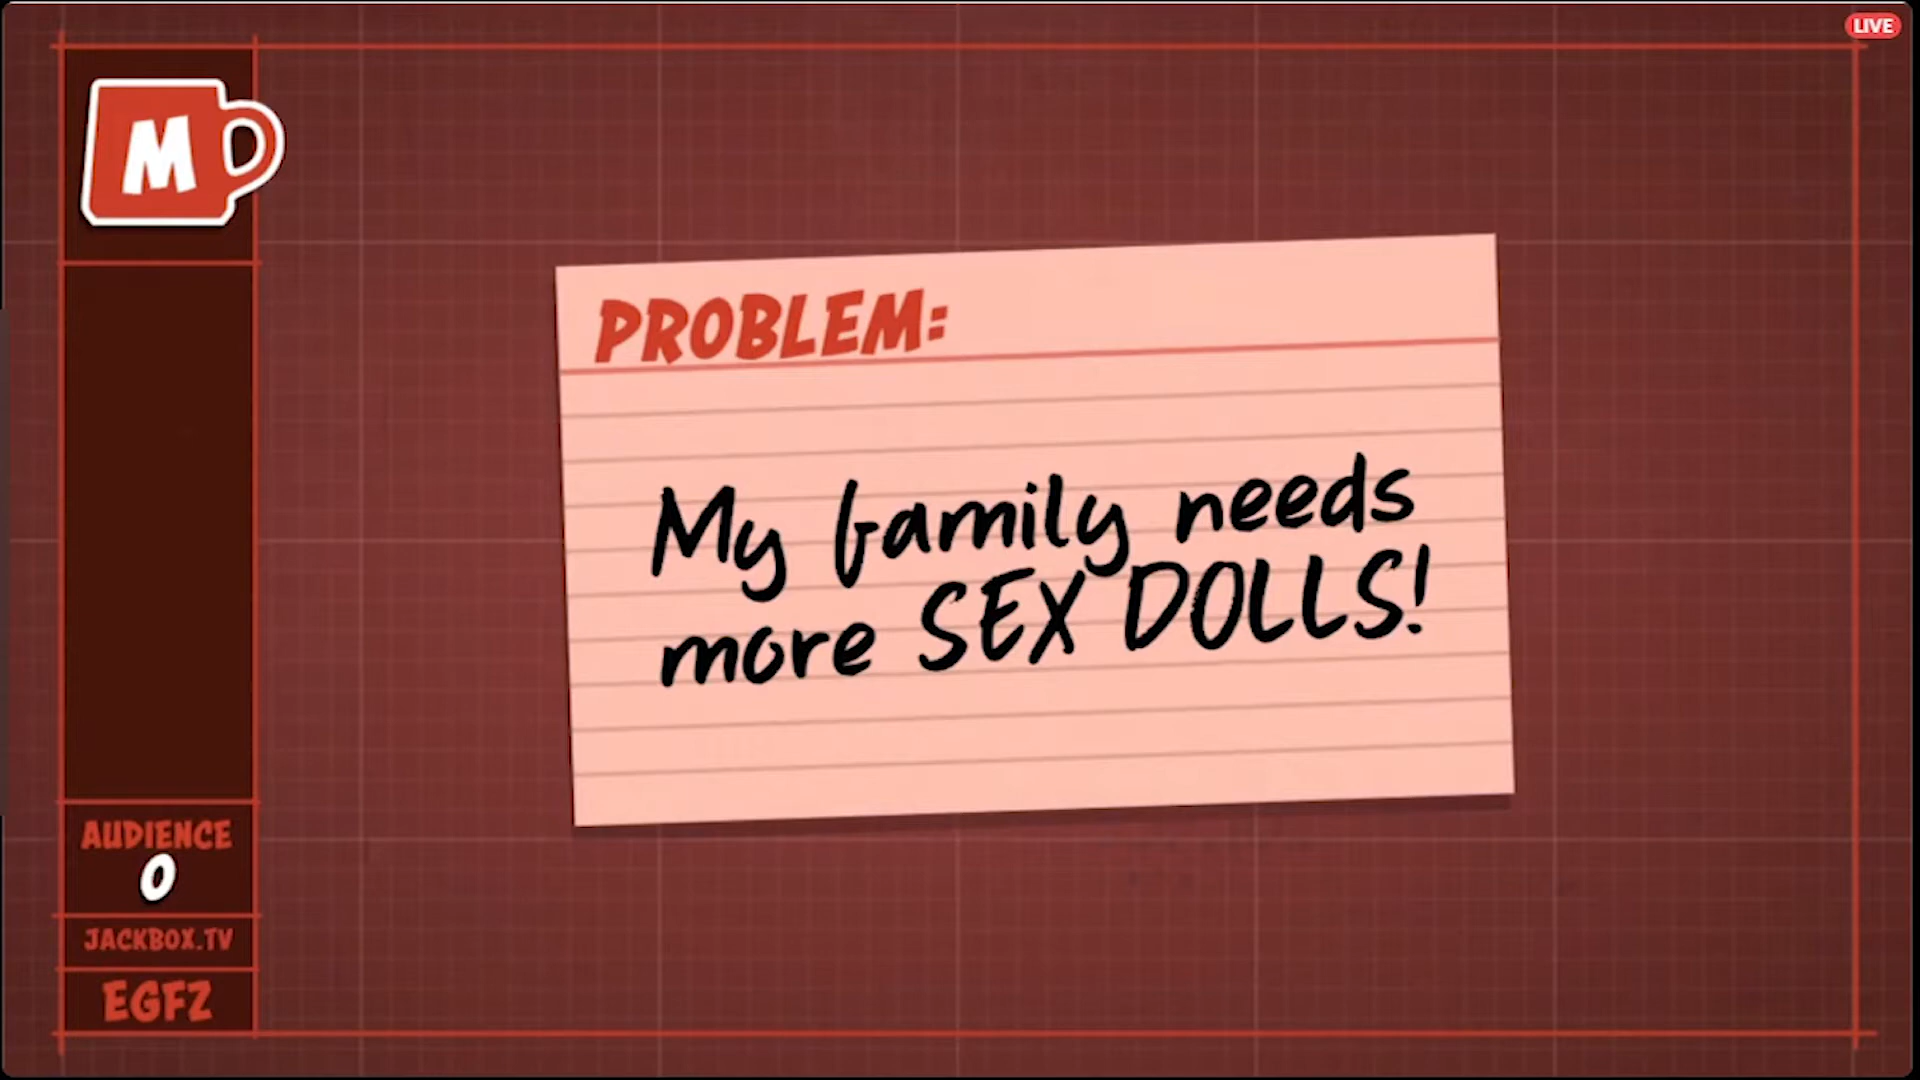 LIVE
M
PROBLEM:
My family needs
more SEX DOLLS!
AUDIENCE
0
JACKBOX.TV
EGFZ